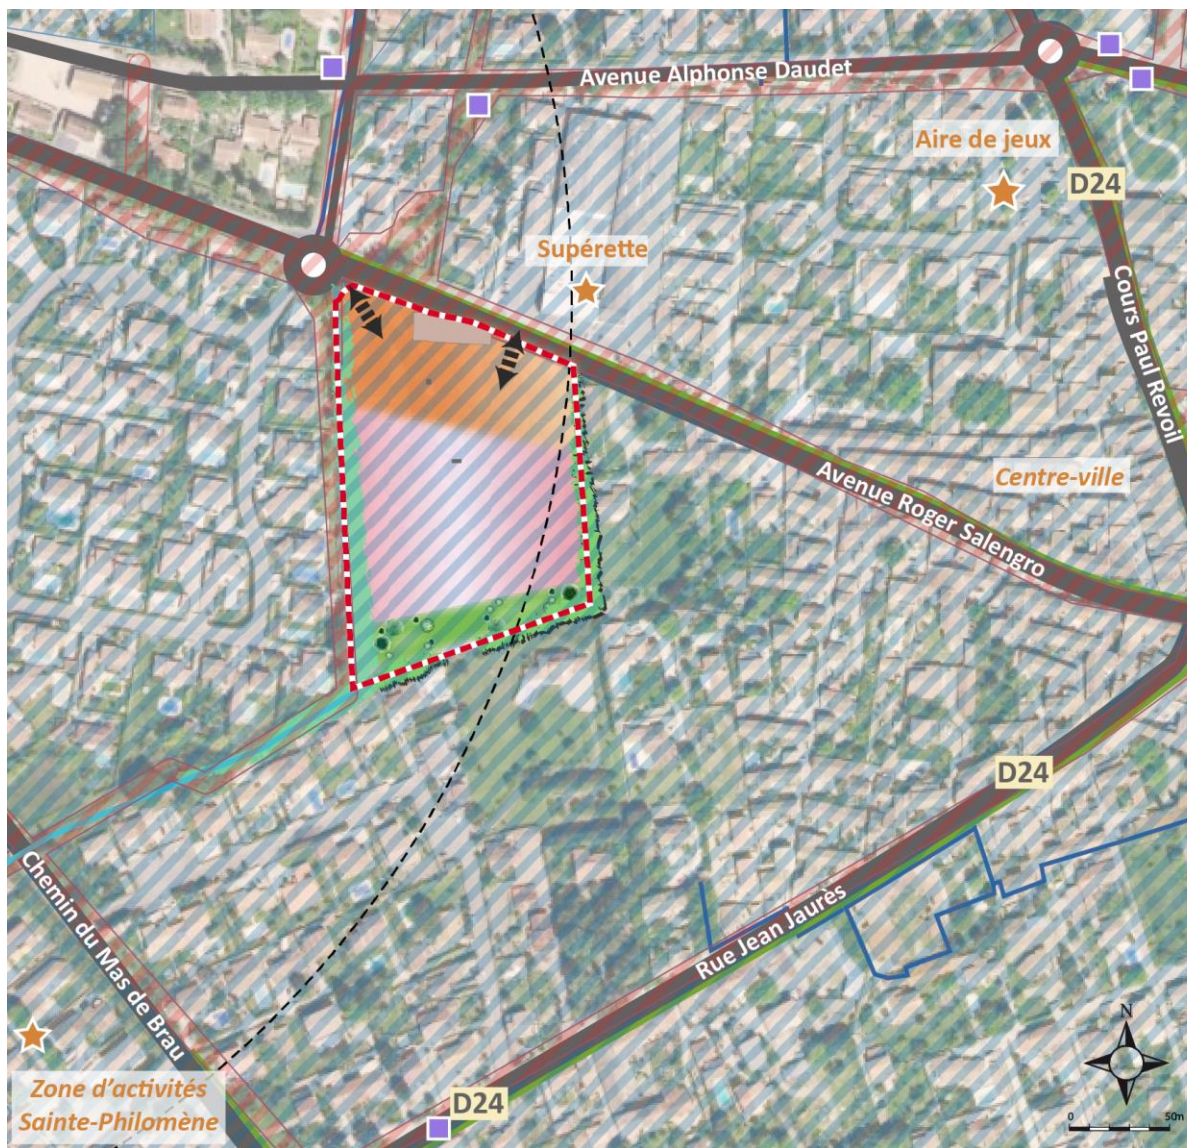 Avenue Alphonse Daudet
Aire de jeux
D24
Supérette
Cours Paul Revoil
Centre-ville
Avenue Roger Salengro
D24
Rue Jean Jaurès
Chemin du Mas de Brau
Zone d'activités
Sainte-Philomène
D24
N
0 50m